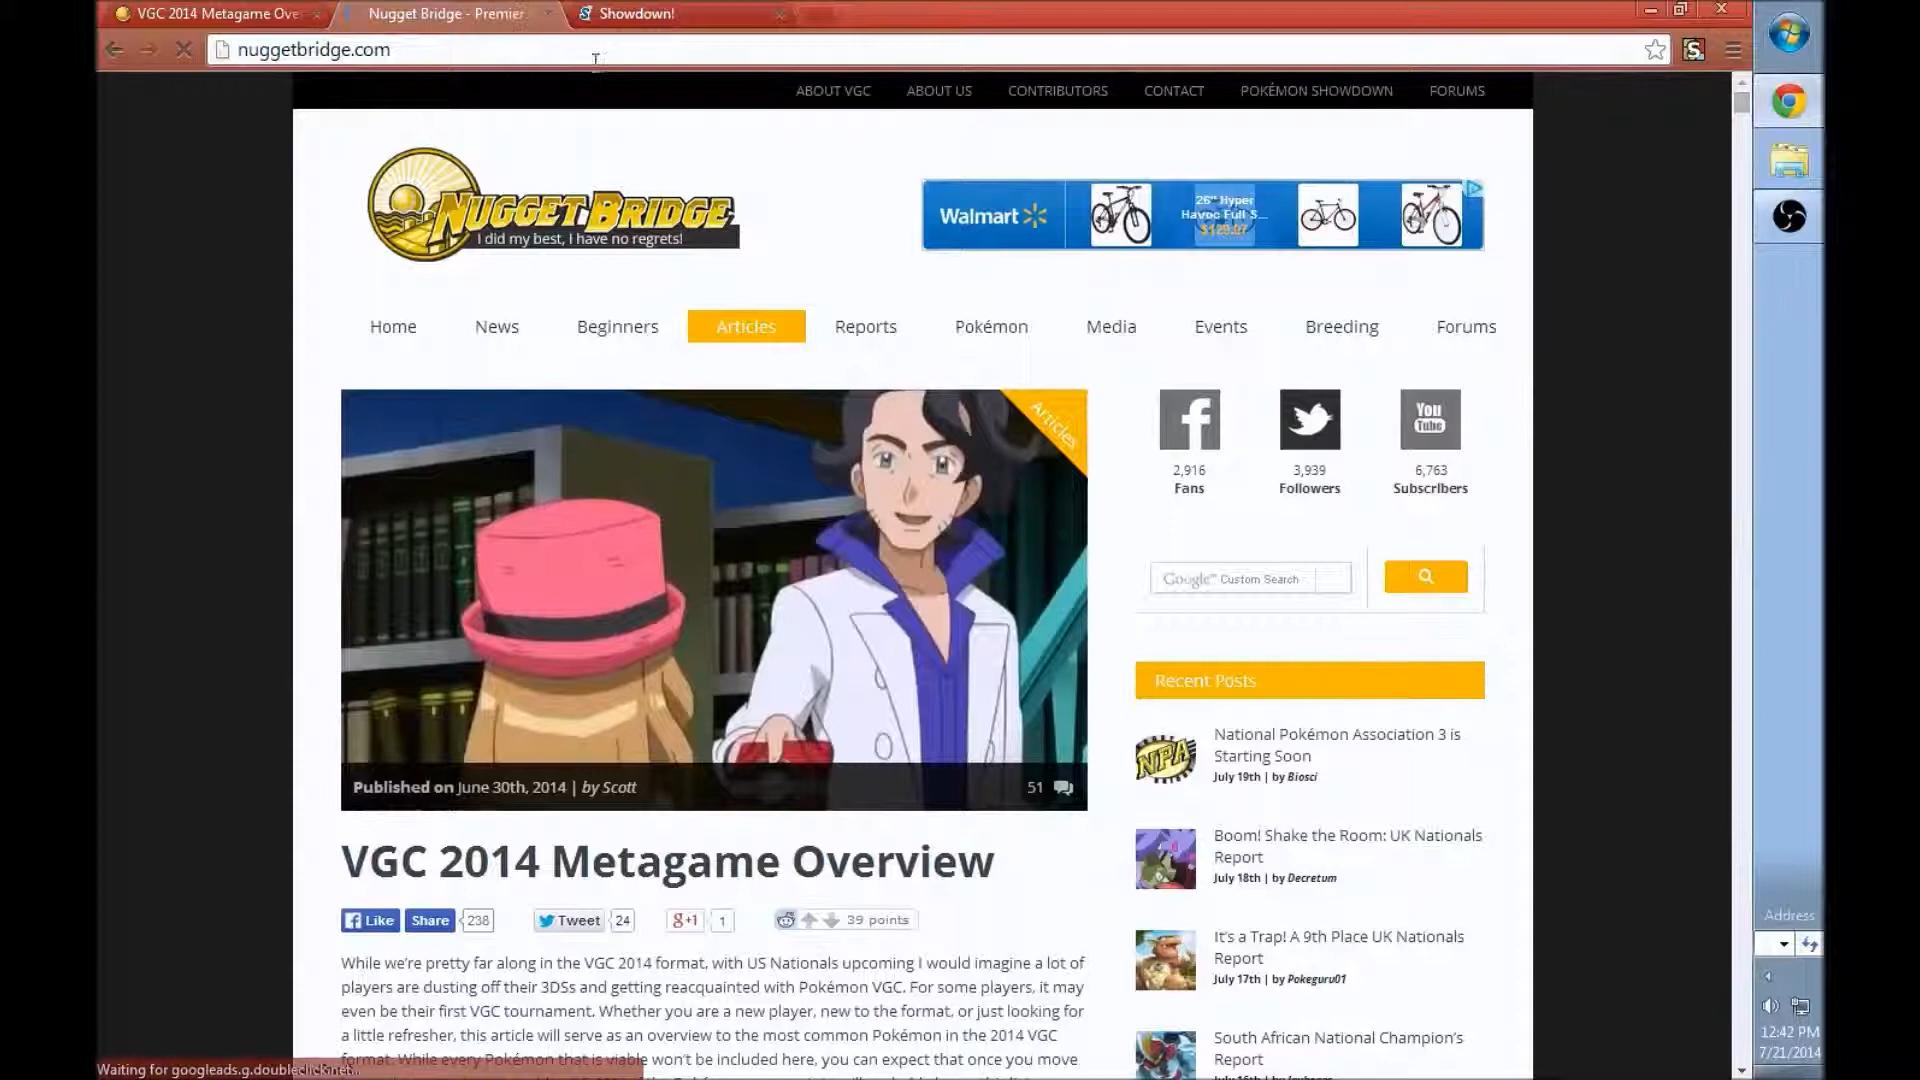 VGC 2014 Metagame Ove
Nugget Bridge - Premier
Showdown!
nuggetbridge.com
ABOUT VGC ABOUT US CONTRIBUTORS CONTACT POKÉMON SHOWDOWN FORUMS
NUGGET BRIDGE
I did my best, I have no regrets!
Walmart
26" Hyper
Havoc Full S...
$129.97
Home News Beginners Articles Reports Pokémon Media Events Breeding Forums
Articles
You
Tube
2,916
Fans
3,939
Followers
6,763
Subscribers
Google™ Custom Search
Recent Posts
NPA
National Pokémon Association 3 is
Starting Soon
July 19th | by Biosci
Boom! Shake the Room: UK Nationals
Report
July 18th | by Decretum
It's a Trap! A 9th Place UK Nationals
Report
July 17th | by Pokeguru01
South African National Champion's
Report
Published on June 30th, 2014 | by Scott
51
VGC 2014 Metagame Overview
Like Share 238 Tweet 24 g+1 1 39 points
While we're pretty far along in the VGC 2014 format, with US Nationals upcoming I would imagine a lot of
players are dusting off their 3DSs and getting reacquainted with Pokémon VGC. For some players, it may
even be their first VGC tournament. Whether you are a new player, new to the format, or just looking for
a little refresher, this article will serve as an overview to the most common Pokémon in the 2014 VGC
format. While every Pokémon that is viable won't be included here, you can expect that once you move
Waiting for googleads.g.doubleclick.net...
Address
12:42 PM
7/21/2014